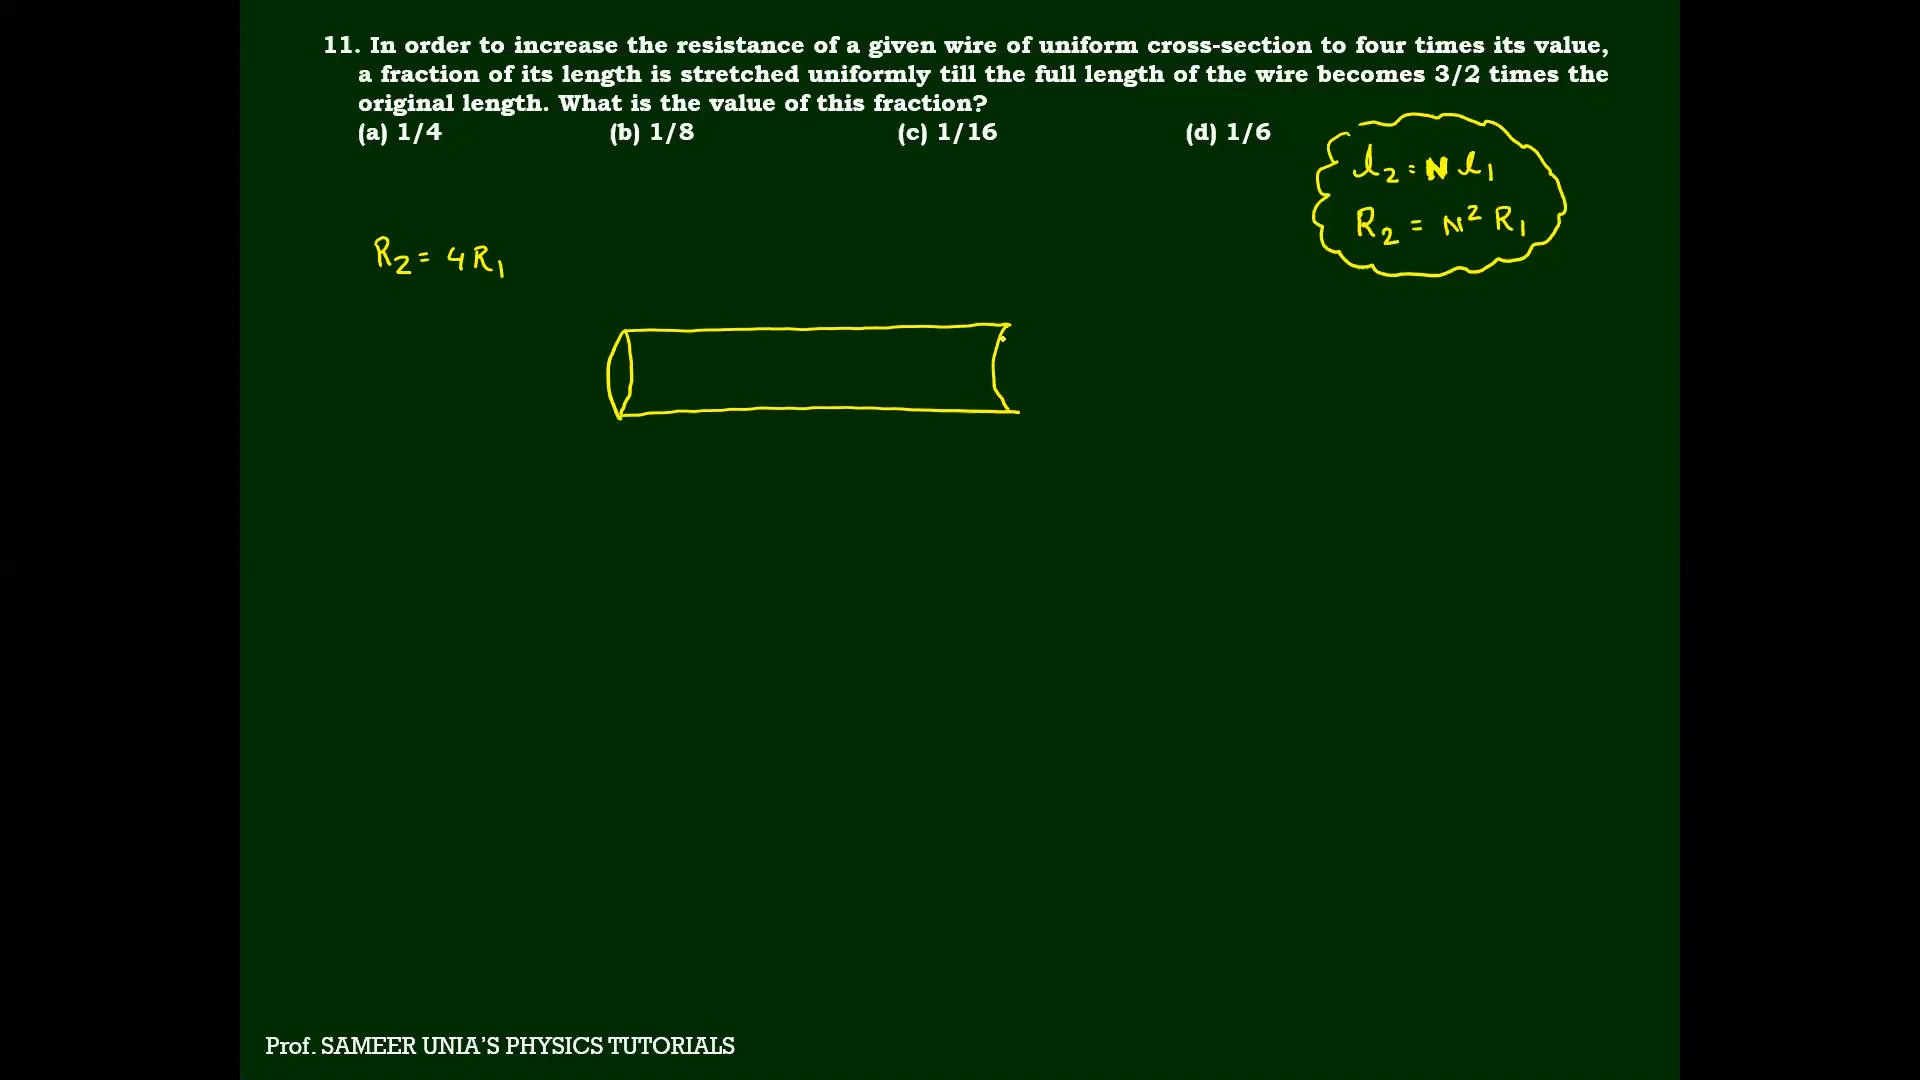 11. In order to increase the resistance of a given wire of uniform cross-section to four times its value,
a fraction of its length is stretched uniformly till the full length of the wire becomes 3/2 times the
original length. What is the value of this fraction?
(a) 1/4 (b) 1/8 (c) 1/16 (d) 1/6
l₂ = N l₁
R₂ = N² R₁
R₂ = 4R₁
Prof. SAMEER UNIA'S PHYSICS TUTORIALS